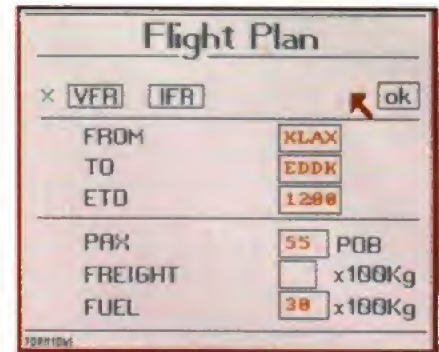 Flight Plan
× VFR IFR ok
FROM KLAX
TO EDDK
ETD 1200
PAX 55 POB
FREIGHT x100Kg
FUEL 30 x100Kg